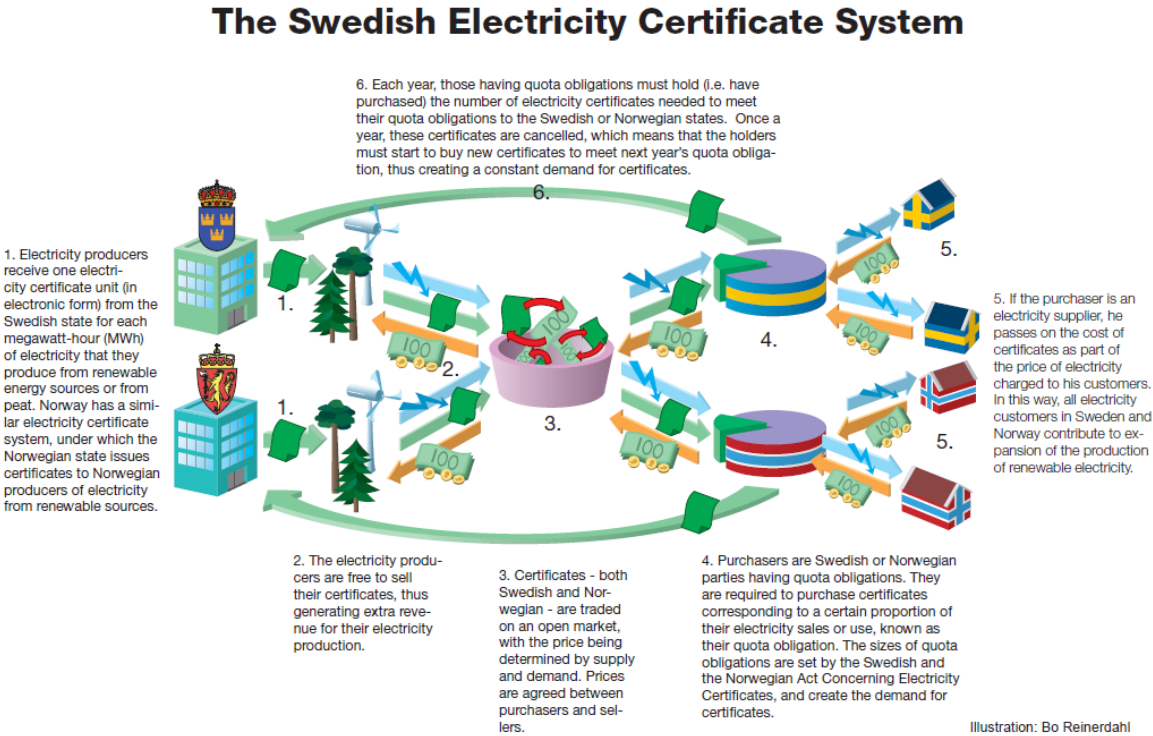 The Swedish Electricity Certificate System
6. Each year, those having quota obligations must hold (i.e. have
purchased) the number of electricity certificates needed to meet
their quota obligations to the Swedish or Norwegian states. Once a
year, these certificates are cancelled, which means that the holders
must start to buy new certificates to meet next year's quota obliga-
tion, thus creating a constant demand for certificates.
6.
1. Electricity producers
receive one electri-
city certificate unit (in
electronic form) from the
Swedish state for each
megawatt-hour (MWh)
of electricity that they
produce from renewable
energy sources or from
peat. Norway has a simi-
lar electricity certificate
system, under which the
Norwegian state issues
certificates to Norwegian
producers of electricity
from renewable sources.
1.
1.
100
2.
100
100
100
3.
100
100
4.
100
100
5.
100
100
5.
5. If the purchaser is an
electricity supplier, he
passes on the cost of
certificates as part of
the price of electricity
charged to his customers.
In this way, all electricity
customers in Sweden and
Norway contribute to ex-
pansion of the production
of renewable electricity.
2. The electricity produ-
cers are free to sell
their certificates, thus
generating extra reve-
nue for their electricity
production.
3. Certificates - both
Swedish and Nor-
wegian - are traded
on an open market,
with the price being
determined by supply
and demand. Prices
are agreed between
purchasers and sel-
lers.
4. Purchasers are Swedish or Norwegian
parties having quota obligations. They
are required to purchase certificates
corresponding to a certain proportion of
their electricity sales or use, known as
their quota obligation. The sizes of quota
obligations are set by the Swedish and
the Norwegian Act Concerning Electricity
Certificates, and create the demand for
certificates.
Illustration: Bo Reinerdahl